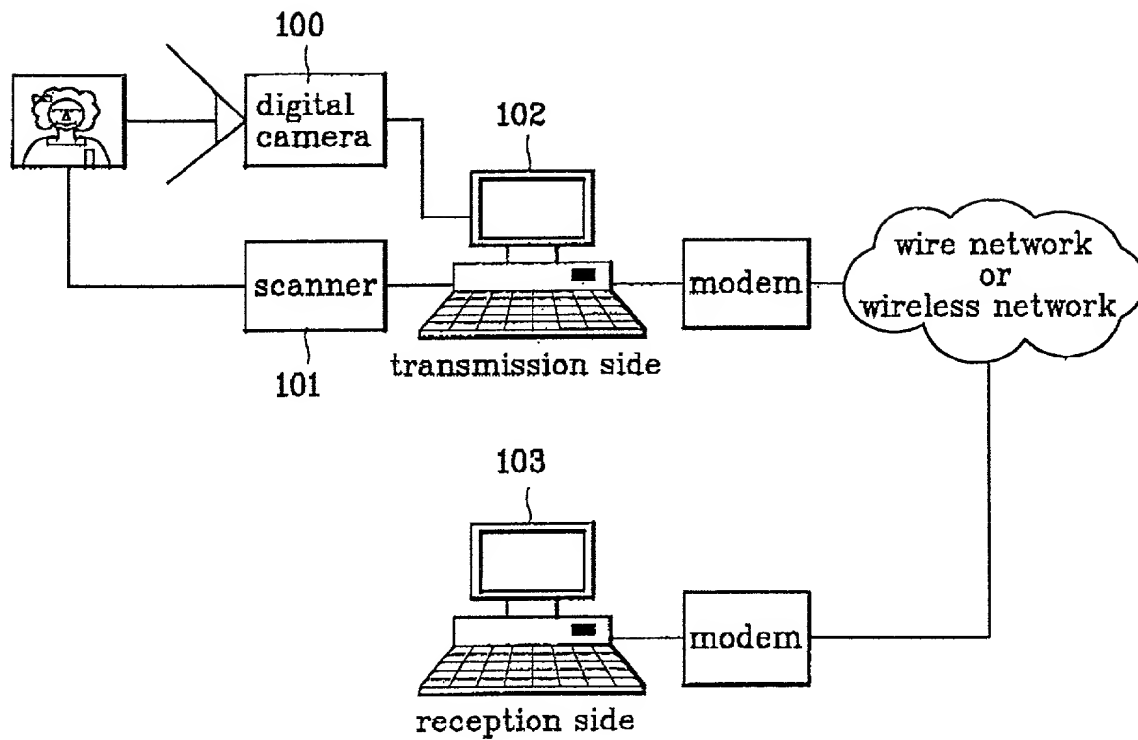 100
digital
camera
102
wire network
or
wireless network
scanner
modem
101
transmission side
103
modem
reception side